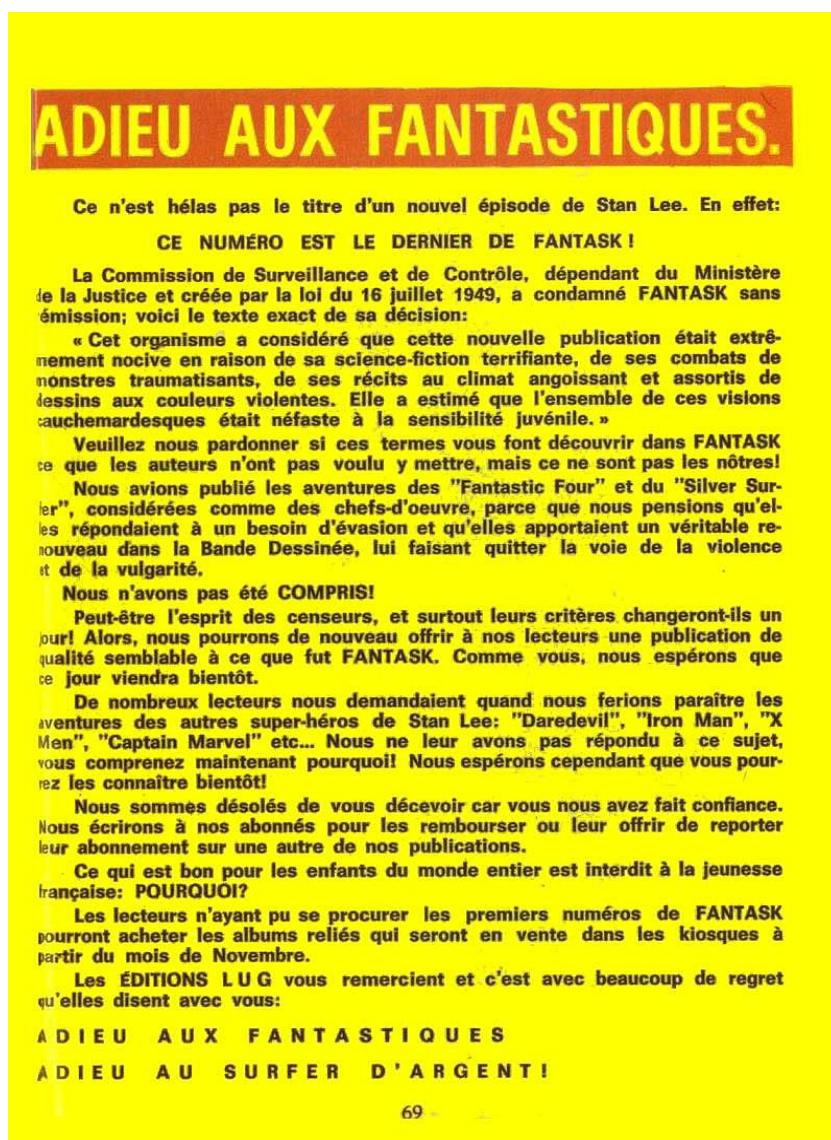 ADIEU AUX FANTASTIQUES.
Ce n'est hélas pas le titre d'un nouvel épisode de Stan Lee. En effet:
CE NUMÉRO EST LE DERNIER DE FANTASK !
La Commission de Surveillance et de Contrôle, dépendant du Ministère
de la Justice et créée par la loi du 16 juillet 1949, a condamné FANTASK sans
émission; voici le texte exact de sa décision:
« Cet organisme a considéré que cette nouvelle publication était extrê-
mement nocive en raison de sa science-fiction terrifiante, de ses combats de
monstres traumatisants, de ses récits au climat angoissant et assortis de
dessins aux couleurs violentes. Elle a estimé que l'ensemble de ces visions
cauchemardesques était néfaste à la sensibilité juvénile. »
Veuillez nous pardonner si ces termes vous font découvrir dans FANTASK
ce que les auteurs n'ont pas voulu y mettre, mais ce ne sont pas les nôtres!
Nous avions publié les aventures des "Fantastic Four" et du "Silver Sur-
fer", considérées comme des chefs-d'oeuvre, parce que nous pensions qu'el-
les répondaient à un besoin d'évasion et qu'elles apportaient un véritable re-
nouveau dans la Bande Dessinée, lui faisant quitter la voie de la violence
et de la vulgarité.
Nous n'avons pas été COMPRIS!
Peut-être l'esprit des censeurs, et surtout leurs critères changeront-ils un
jour! Alors, nous pourrons de nouveau offrir à nos lecteurs une publication de
qualité semblable à ce que fut FANTASK. Comme vous, nous espérons que
ce jour viendra bientôt.
De nombreux lecteurs nous demandaient quand nous ferions paraître les
aventures des autres super-héros de Stan Lee: "Daredevil", "Iron Man", "X
Men", "Captain Marvel" etc... Nous ne leur avons pas répondu à ce sujet,
vous comprenez maintenant pourquoi! Nous espérons cependant que vous pour-
rez les connaître bientôt!
Nous sommes désolés de vous décevoir car vous nous avez fait confiance.
Nous écrirons à nos abonnés pour les rembourser ou leur offrir de reporter
leur abonnement sur une autre de nos publications.
Ce qui est bon pour les enfants du monde entier est interdit à la jeunesse
française: POURQUOI?
Les lecteurs n'ayant pu se procurer les premiers numéros de FANTASK
pourront acheter les albums reliés qui seront en vente dans les kiosques à
partir du mois de Novembre.
Les ÉDITIONS LUG vous remercient et c'est avec beaucoup de regret
qu'elles disent avec vous:
ADIEU AUX FANTASTIQUES
ADIEU AU SURFER D'ARGENT!
69